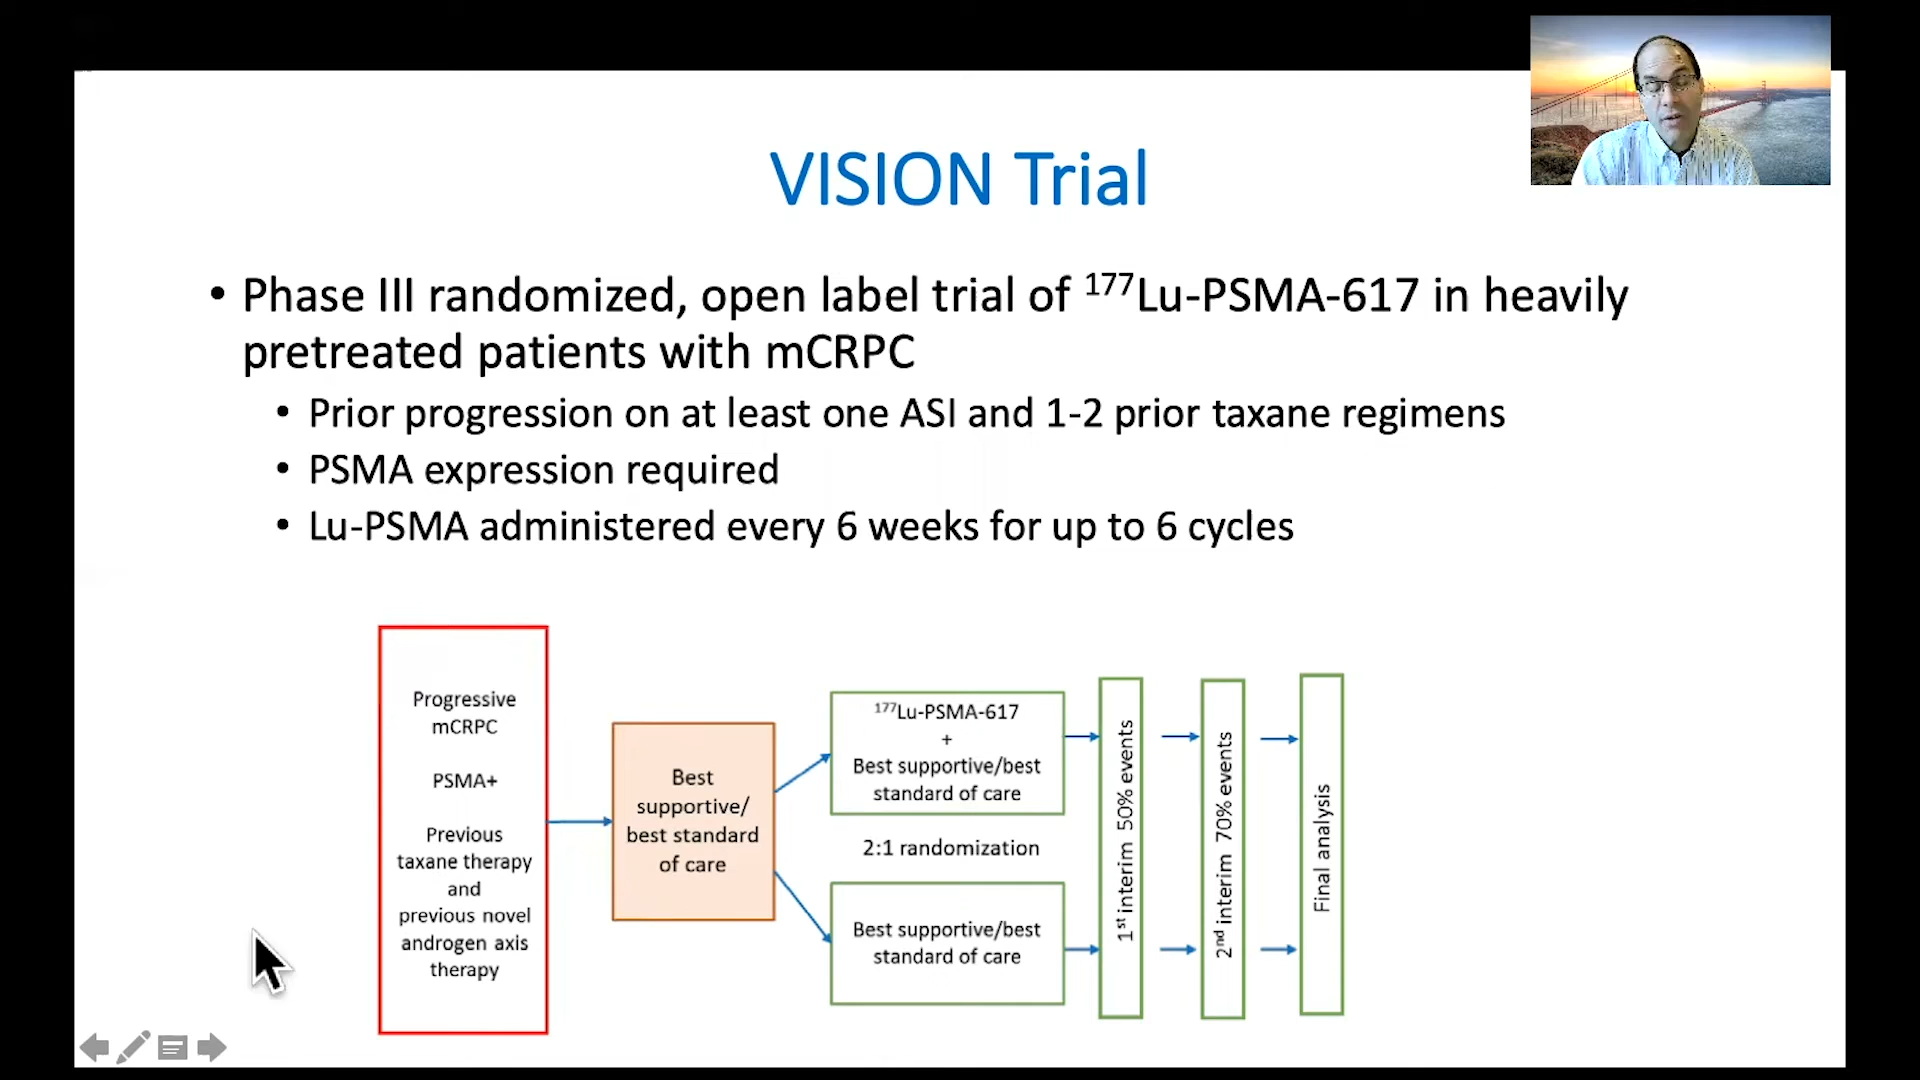 VISION Trial
• Phase III randomized, open label trial of ¹⁷⁷Lu-PSMA-617 in heavily
pretreated patients with mCRPC
• Prior progression on at least one ASI and 1-2 prior taxane regimens
• PSMA expression required
• Lu-PSMA administered every 6 weeks for up to 6 cycles
Progressive
mCRPC
PSMA+
Previous
taxane therapy
and
previous novel
androgen axis
therapy
Best
supportive/
best standard
of care
¹⁷⁷Lu-PSMA-617
+
Best supportive/best
standard of care
2:1 randomization
Best supportive/best
standard of care
1ˢᵗ interim 50% events
2ⁿᵈ interim 70% events
Final analysis